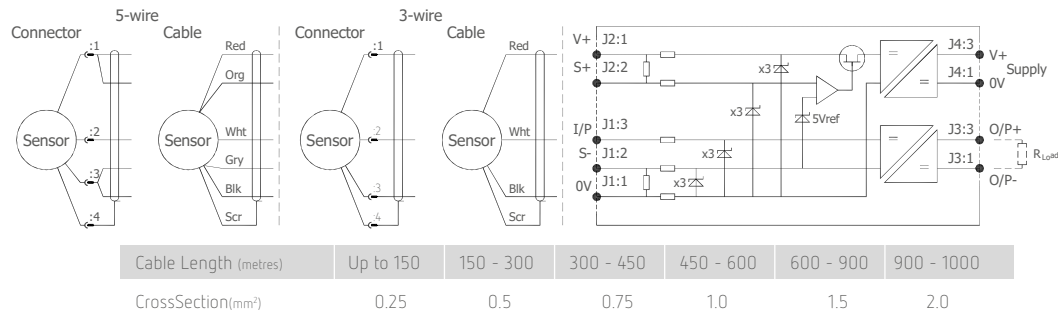 5-wire
Connector
Cable
:1
:2
:3
:4
Sensor
Sensor
Red
Org
Wht
Gry
Blk
Scr
3-wire
Connector
Cable
:1
:2
:3
:4
Sensor
Sensor
Red
Wht
Blk
Scr
V+ J2:1
S+ J2:2
I/P J1:3
S- J1:2
0V J1:1
x3
x3
x3
x3
5Vref
J4:3 V+
Supply
J4:1 0V
J3:3 O/P+
RLoad
J3:1 O/P-
Cable Length (metres) Up to 150 150 - 300 300 - 450 450 - 600 600 - 900 900 - 1000
CrossSection(mm²) 0.25 0.5 0.75 1.0 1.5 2.0